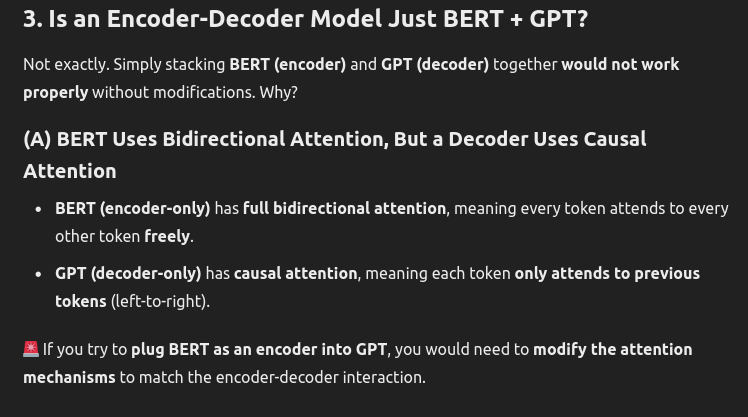 3. Is an Encoder-Decoder Model Just BERT + GPT?
Not exactly. Simply stacking BERT (encoder) and GPT (decoder) together would not work
properly without modifications. Why?
(A) BERT Uses Bidirectional Attention, But a Decoder Uses Causal
Attention
• BERT (encoder-only) has full bidirectional attention, meaning every token attends to every
other token freely.
• GPT (decoder-only) has causal attention, meaning each token only attends to previous
tokens (left-to-right).
🚨 If you try to plug BERT as an encoder into GPT, you would need to modify the attention
mechanisms to match the encoder-decoder interaction.